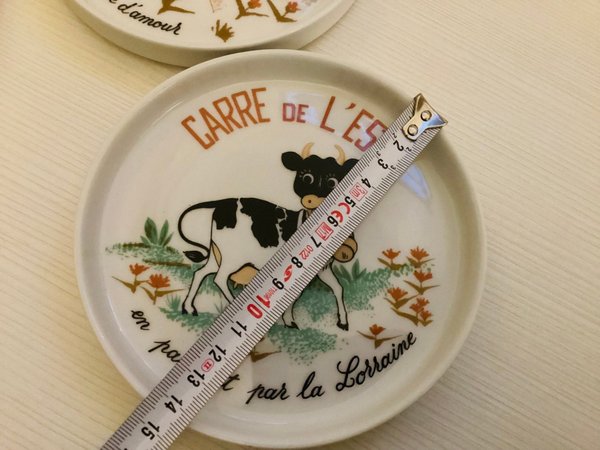 d'amour
CARRE DE L'ES
en pa t par la Lorraine
2 3 4 5 6 7 8 9 10 11 12 13 14 15